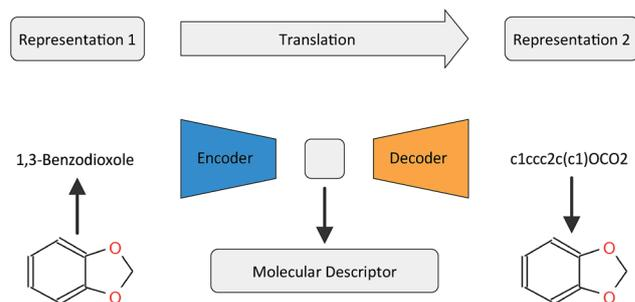 Representation 1
Translation
Representation 2
1,3-Benzodioxole
Encoder
Decoder
c1ccc2c(c1)OCO2
O
O
Molecular Descriptor
O
O